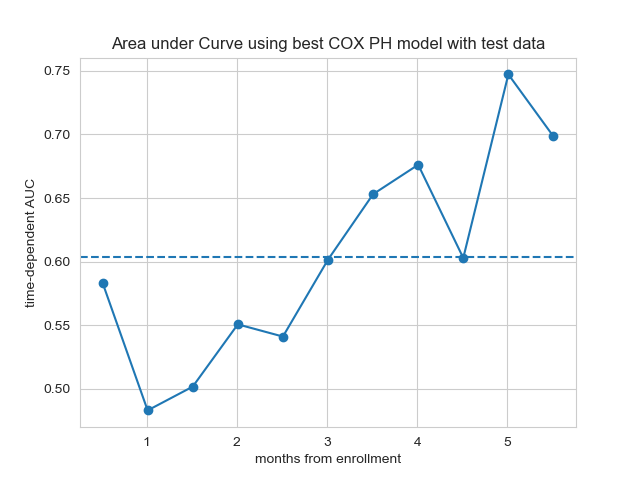 Area under Curve using best COX PH model with test data
time-dependent AUC
0.75
0.70
0.65
0.60
0.55
0.50
1 2 3 4 5
months from enrollment